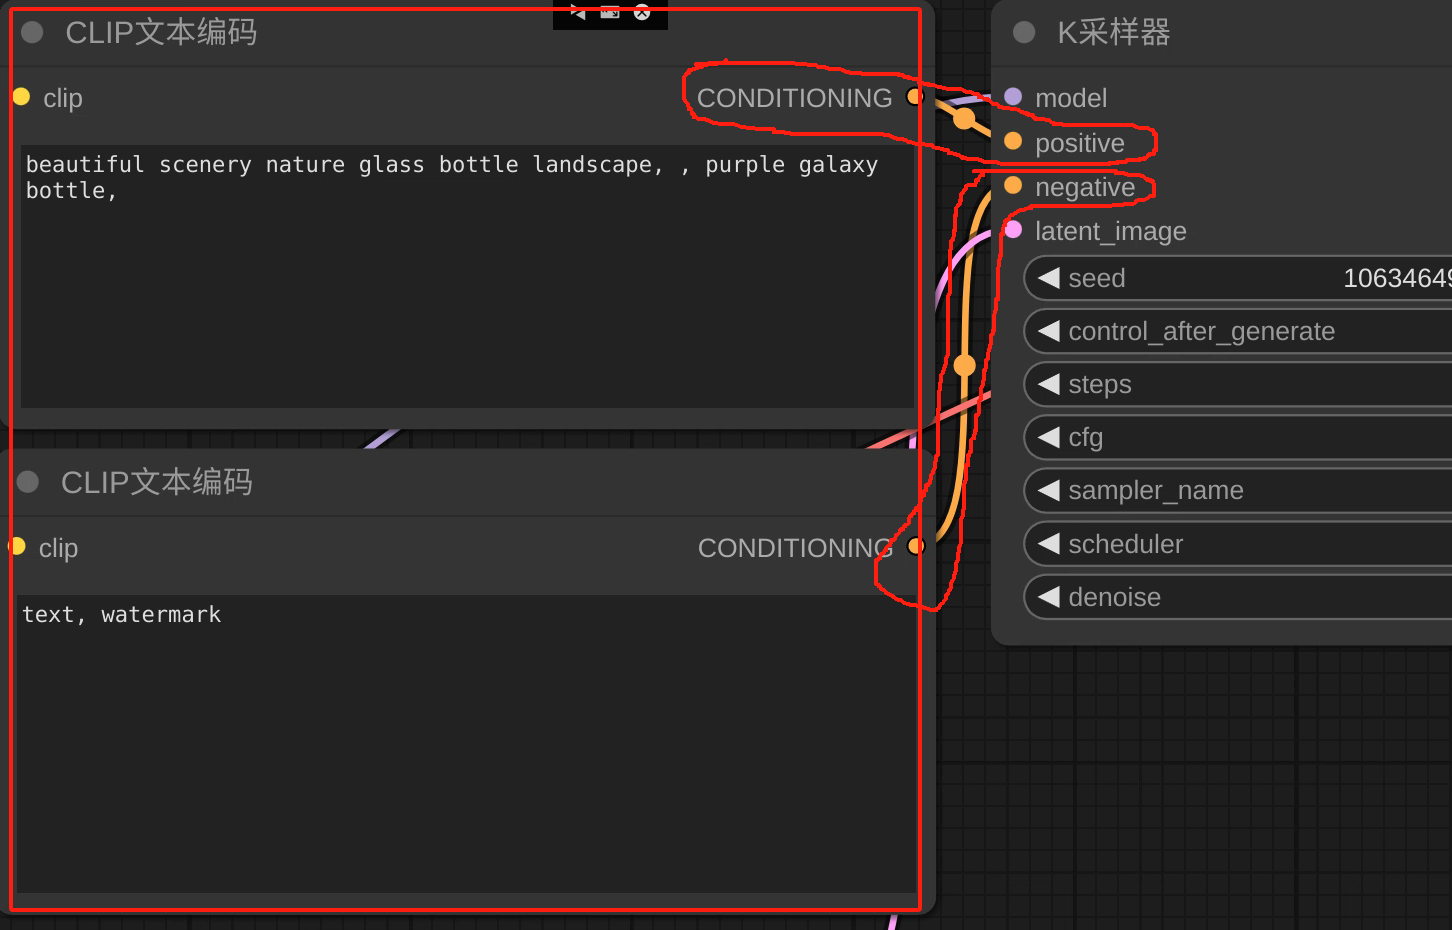 CLIP文本编码
clip
CONDITIONING
beautiful scenery nature glass bottle landscape, , purple galaxy
bottle,
CLIP文本编码
clip
CONDITIONING
text, watermark
K采样器
model
positive
negative
latent_image
seed
10634649
control_after_generate
steps
cfg
sampler_name
scheduler
denoise